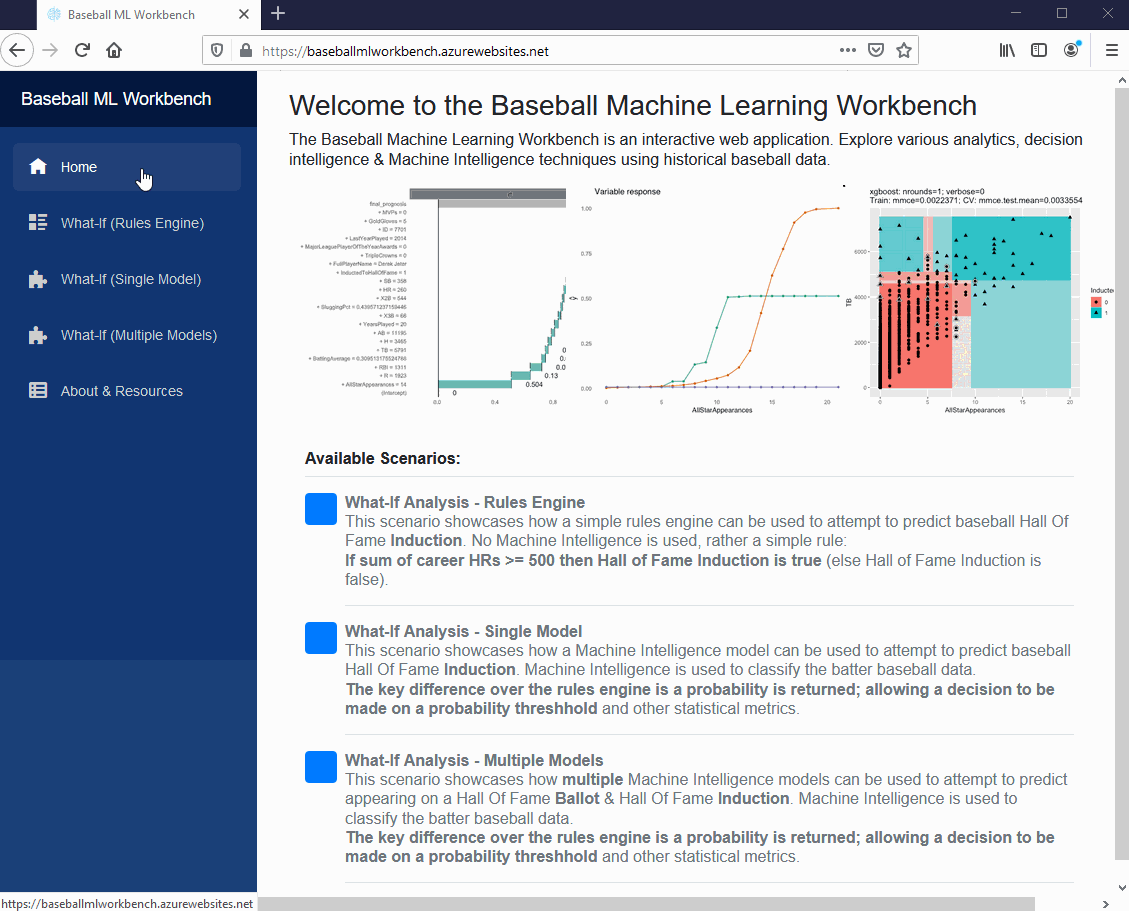 Baseball ML Workbench
https://baseballmlworkbench.azurewebsites.net
Baseball ML Workbench
Home
What-If (Rules Engine)
What-If (Single Model)
What-If (Multiple Models)
About & Resources
Welcome to the Baseball Machine Learning Workbench
The Baseball Machine Learning Workbench is an interactive web application. Explore various analytics, decision
intelligence & Machine Intelligence techniques using historical baseball data.
final_prognosis
+ MVPs = 0
+ GoldGloves = 5
+ ID = 7701
+ LastYearPlayed = 2014
+ MajorLeaguePlayerOfTheYearAwards = 0
+ TripleCrowns = 0
+ FullPlayerName = Derek Jeter
+ InductedToHallOfFame = 1
+ SB = 358
+ HR = 260
+ X2B = 544
+ SluggingPct = 0.439571237159446
+ X3B = 66
+ YearsPlayed = 20
+ AB = 11195
+ H = 3465
+ TB = 5791
+ BattingAverage = 0.309513175524766
+ RBI = 1311
+ R = 1923
+ AllStarAppearances = 14
(Intercept)
0
0.504
0.13
0.0
0.
0
0.0
0.4
0.8
Variable response
1.00
0.75
0.50
0.25
0.00
ŷ
0
5
10
15
20
AllStarAppearances
xgboost: nrounds=1; verbose=0
Train: mmce=0.0022371; CV: mmce.test.mean=0.0033554
6000
4000
2000
0
TB
0
5
10
15
20
AllStarAppearances
Inducted
0
1
Available Scenarios:
What-If Analysis - Rules Engine
This scenario showcases how a simple rules engine can be used to attempt to predict baseball Hall Of
Fame Induction. No Machine Intelligence is used, rather a simple rule:
If sum of career HRs >= 500 then Hall of Fame Induction is true (else Hall of Fame Induction is
false).
What-If Analysis - Single Model
This scenario showcases how a Machine Intelligence model can be used to attempt to predict baseball
Hall Of Fame Induction. Machine Intelligence is used to classify the batter baseball data.
The key difference over the rules engine is a probability is returned; allowing a decision to be
made on a probability threshhold and other statistical metrics.
What-If Analysis - Multiple Models
This scenario showcases how multiple Machine Intelligence models can be used to attempt to predict
appearing on a Hall Of Fame Ballot & Hall Of Fame Induction. Machine Intelligence is used to
classify the batter baseball data.
The key difference over the rules engine is a probability is returned; allowing a decision to be
made on a probability threshhold and other statistical metrics.
https://baseballmlworkbench.azurewebsites.net